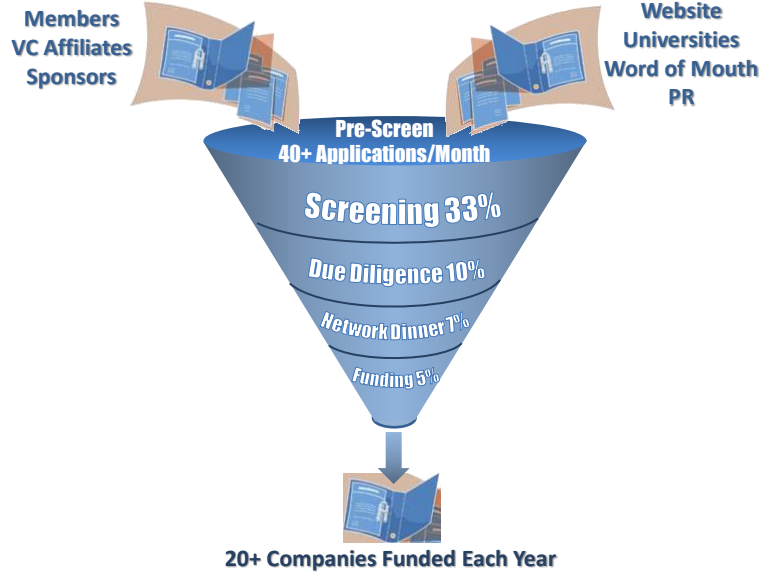 Members
VC Affiliates
Sponsors
Website
Universities
Word of Mouth
PR
Pre-Screen
40+ Applications/Month
Screening 33%
Due Diligence 10%
Network Dinner 7%
Funding 5%
20+ Companies Funded Each Year